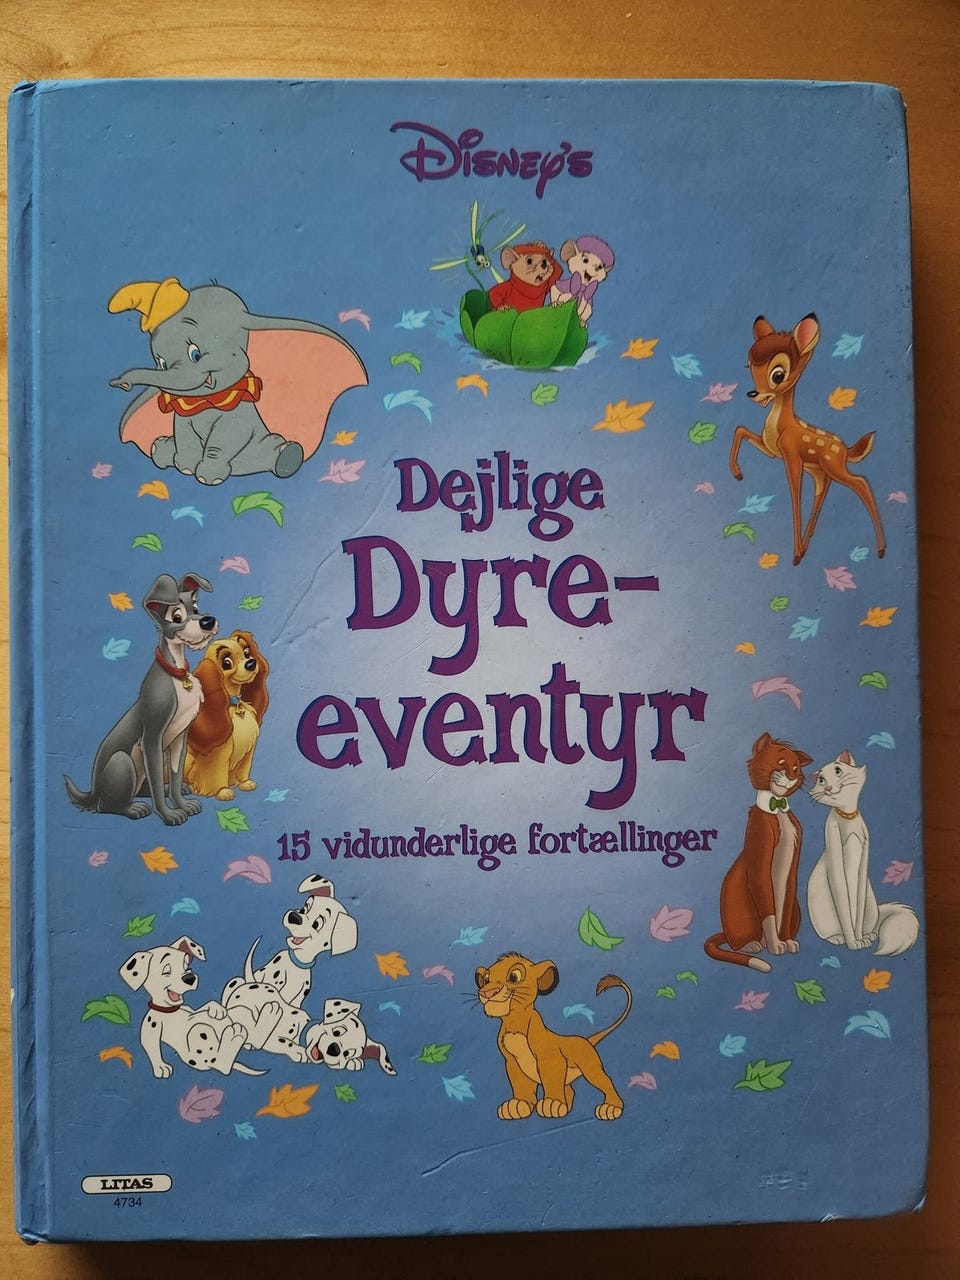 Disney's
Dejlige
Dyre-
eventyr
15 vidunderlige fortællinger
LITAS
4734